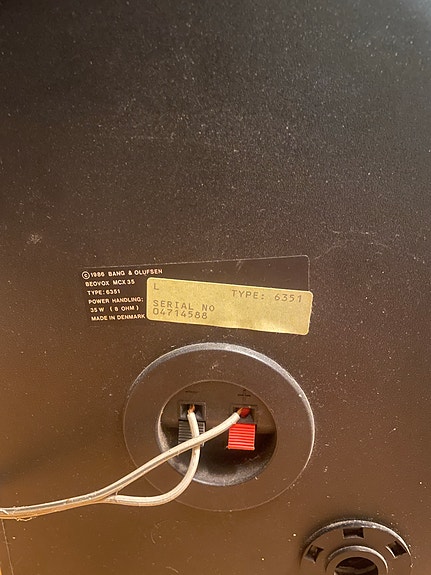 © 1986 BANG & OLUFSEN
BEOVOX MCX 35
TYPE: 6351
POWER HANDLING:
35 W ( 8 OHM )
MADE IN DENMARK
L TYPE: 6351
SERIAL NO
04714588